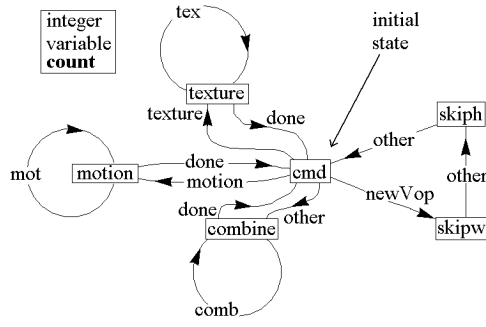 integer
variable
count
tex
initial
state
texture
texture
done
skiph
other
mot
motion
done
motion
cmd
other
newVop
done
other
combine
skipw
comb